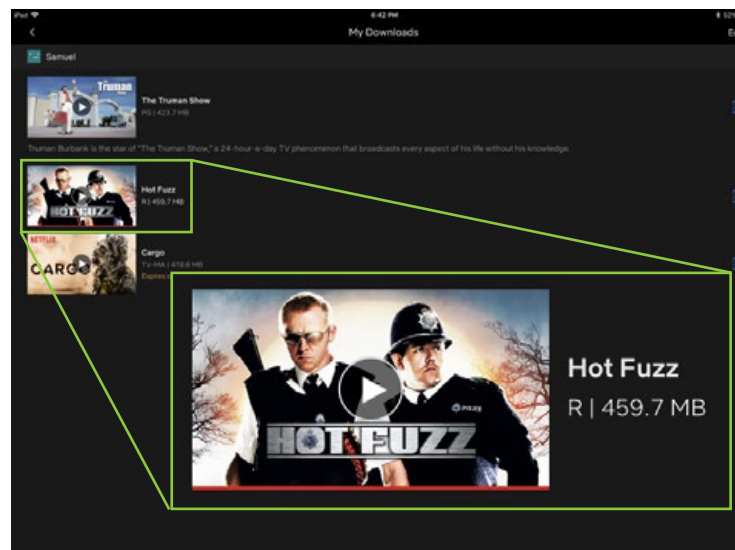 iPad
6:42 PM
52%
My Downloads
Samuel
Truman
The Truman Show
PG | 423.7 MB
Truman Burbank is the star of "The Truman Show," a 24-hour-a-day TV phenomenon that broadcasts every aspect of his life without his knowledge.
Hot Fuzz
R | 459.7 MB
HOT FUZZ
NETFLIX
CARGO
Cargo
TV-MA | 478.6 MB
Expires
Hot Fuzz
R | 459.7 MB
POLICE
HOT FUZZ